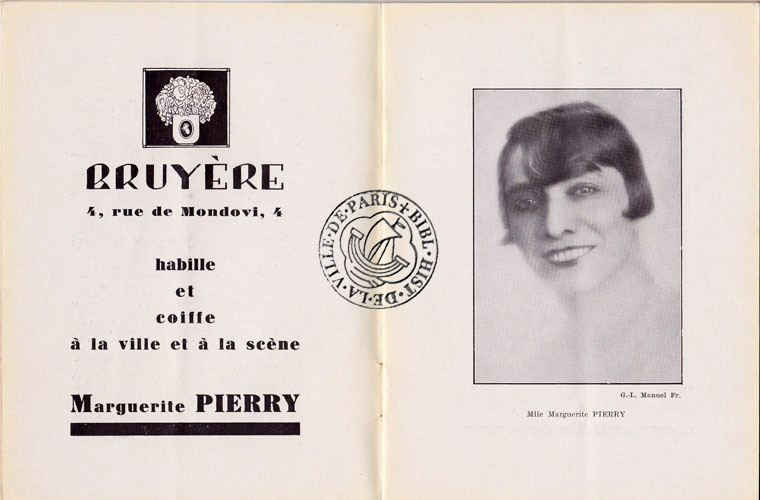 BRUYÈRE
4, rue de Mondovi, 4
habille
et
coiffe
à la ville et à la scène
Marguerite PIERRY
BIBL · HIST · DE · LA · VILLE · DE · PARIS
G.-L. Manuel Fr.
Mlle Marguerite PIERRY